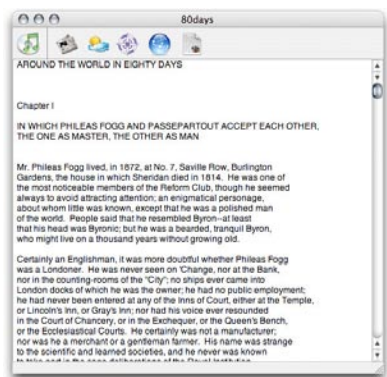 80days
AROUND THE WORLD IN EIGHTY DAYS
Chapter I
IN WHICH PHILEAS FOGG AND PASSEPARTOUT ACCEPT EACH OTHER,
THE ONE AS MASTER, THE OTHER AS MAN
Mr. Phileas Fogg lived, in 1872, at No. 7, Saville Row, Burlington
Gardens, the house in which Sheridan died in 1814. He was one of
the most noticeable members of the Reform Club, though he seemed
always to avoid attracting attention; an enigmatical personage,
about whom little was known, except that he was a polished man
of the world. People said that he resembled Byron--at least
that his head was Byronic; but he was a bearded, tranquil Byron,
who might live on a thousand years without growing old.
Certainly an Englishman, it was more doubtful whether Phileas Fogg
was a Londoner. He was never seen on 'Change, nor at the Bank,
nor in the counting-rooms of the "City"; no ships ever came into
London docks of which he was the owner; he had no public employment;
he had never been entered at any of the Inns of Court, either at the Temple,
or Lincoln's Inn, or Gray's Inn; nor had his voice ever resounded
in the Court of Chancery, or in the Exchequer, or the Queen's Bench,
or the Ecclesiastical Courts. He certainly was not a manufacturer;
nor was he a merchant or a gentleman farmer. His name was strange
to the scientific and learned societies, and he never was known
to take part in the sage deliberations of the Royal Institution